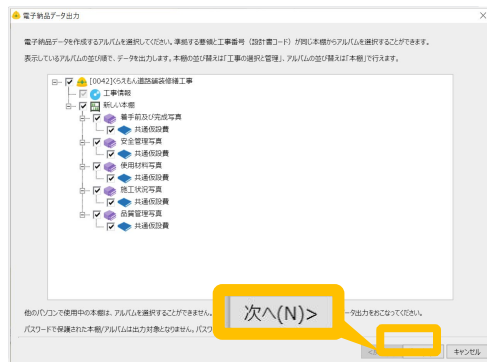 電子納品データ出力
電子納品データを作成するアルバムを選択してください。準拠する要領と工事番号（設計書コード）が同じ本棚からアルバムを選択することができます。
表示しているアルバムの並び順で、データを出力します。本棚の並び替えは「工事の選択と管理」、アルバムの並び替えは「本棚」で行えます。
[0042]くらえもん道路舗装修繕工事
工事情報
新しい本棚
着手前及び完成写真
共通仮設費
安全管理写真
共通仮設費
使用材料写真
共通仮設費
施工状況写真
共通仮設費
品質管理写真
共通仮設費
他のパソコンで使用中の本棚は、アルバムを選択することができません。
ータ出力をおこなってください。
パスワードで保護された本棚/アルバムは出力対象となりません。パスワ
次へ(N)>
キャンセル